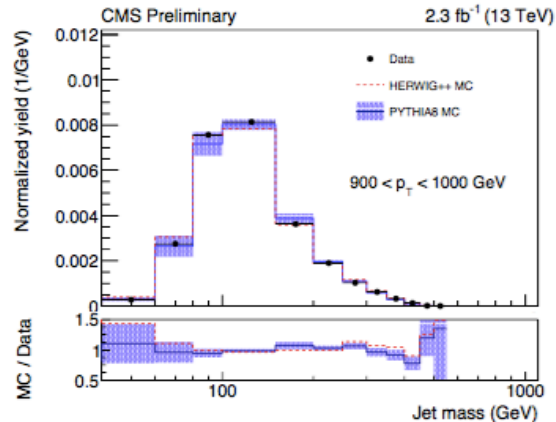 CMS Preliminary 2.3 fb⁻¹ (13 TeV)
Normalized yield (1/GeV)
0.012
0.01
0.008
0.006
0.004
0.002
0
Data
HERWIG++ MC
PYTHIA8 MC
900 < p_T < 1000 GeV
MC / Data
1.5
1
0.5
100 1000
Jet mass (GeV)